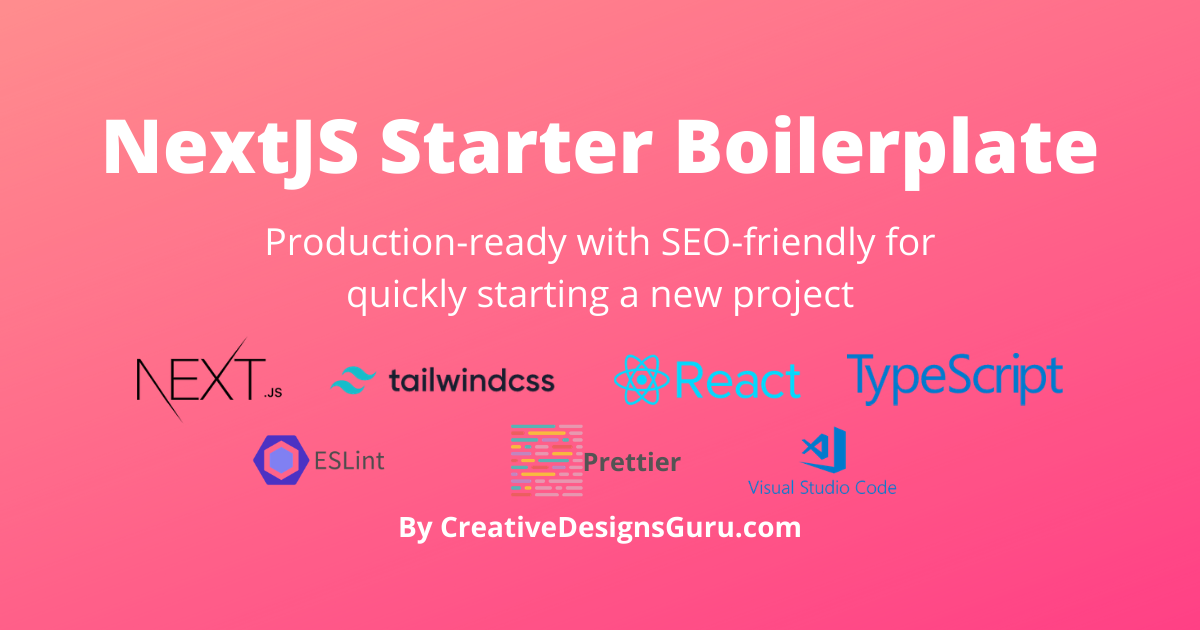 NextJS Starter Boilerplate
Production-ready with SEO-friendly for
quickly starting a new project
NEXT.JS tailwindcss React TypeScript
ESLint Prettier Visual Studio Code
By CreativeDesignsGuru.com